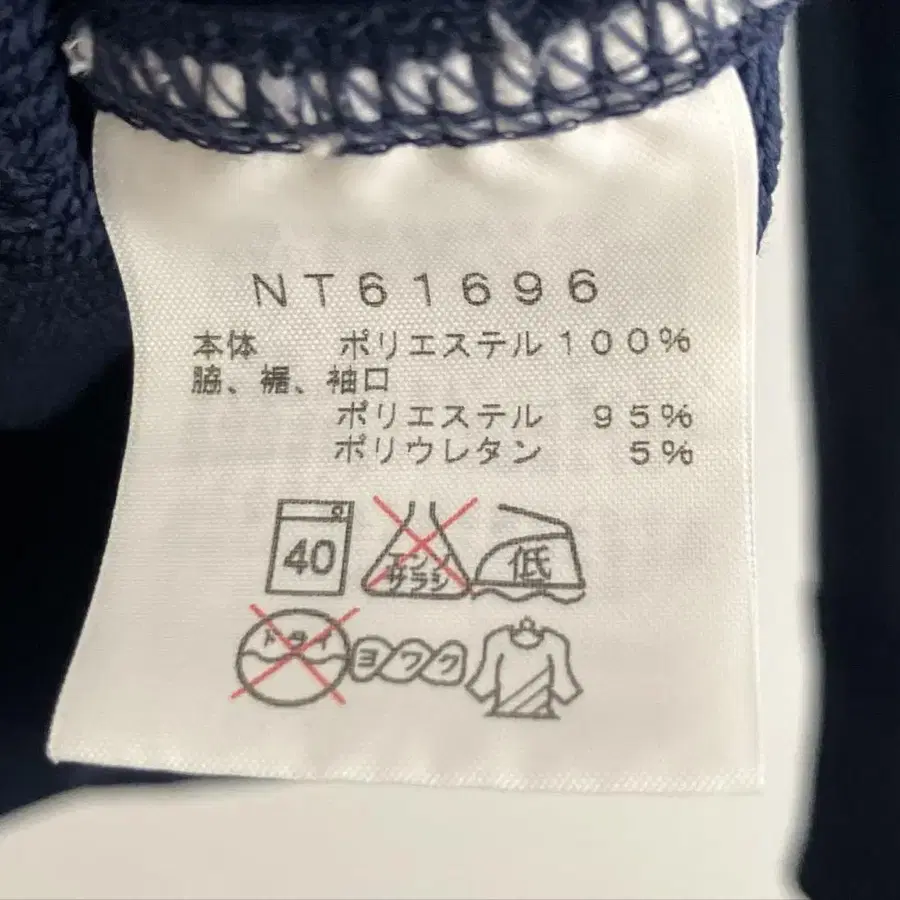 NT61696
本体 ポリエステル100%
脇、裾、袖口
ポリエステル 95%
ポリウレタン 5%
40
エンソ
サラシ
低
ドライ
ヨワク